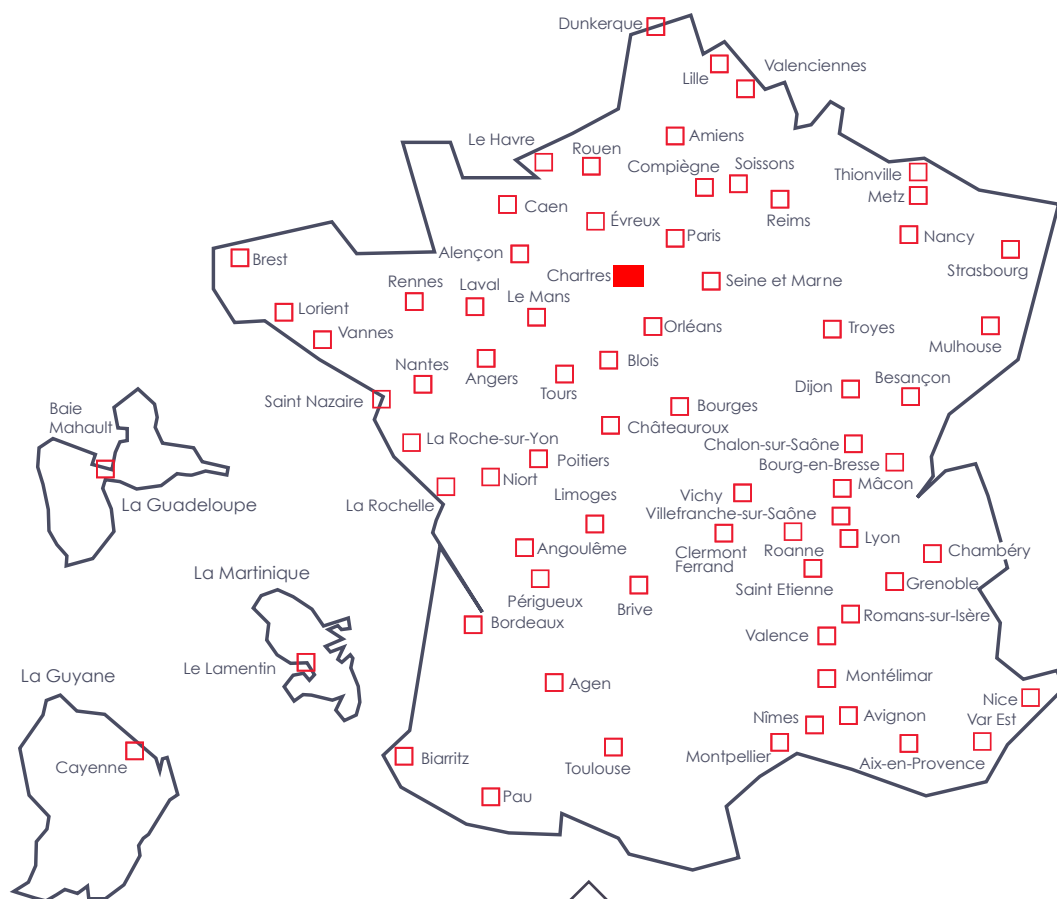 Dunkerque
Lille
Valenciennes
Amiens
Le Havre
Rouen
Compiègne
Soissons
Thionville
Metz
Reims
Caen
Évreux
Paris
Nancy
Strasbourg
Brest
Alençon
Chartres
Seine et Marne
Rennes
Laval
Le Mans
Lorient
Vannes
Orléans
Troyes
Mulhouse
Nantes
Angers
Tours
Blois
Dijon
Besançon
Saint Nazaire
Bourges
Châteauroux
Baie
Mahault
La Guadeloupe
La Roche-sur-Yon
Poitiers
Niort
La Rochelle
Limoges
Chalon-sur-Saône
Bourg-en-Bresse
Mâcon
Vichy
Villefranche-sur-Saône
Lyon
Clermont
Ferrand
Roanne
Saint Etienne
Chambéry
Grenoble
Angoulême
Périgueux
Brive
Bordeaux
Romans-sur-Isère
Valence
La Martinique
Le Lamentin
Agen
Montélimar
Nice
Var Est
Nîmes
Avignon
Montpellier
Aix-en-Provence
La Guyane
Cayenne
Biarritz
Toulouse
Pau